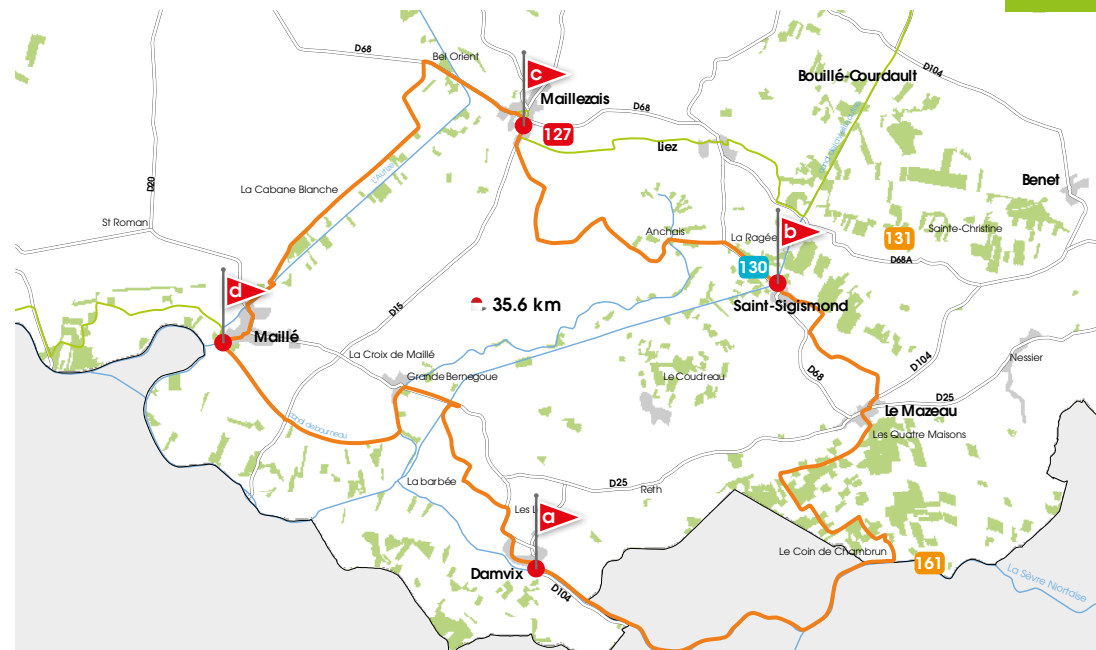 D68
Bel Orient
c
Maillezais
127
D68
Bouillé-Courdault
D104
Liez
Benet
L'Autize
La Cabane Blanche
D20
St Roman
Anchais
La Ragée
b
131
Sainte-Christine
D68A
130
Saint-Sigismond
d
Maillé
D15
35.6 km
La Croix de Maillé
Grande Bernegoue
Le Coudreau
D68
D104
Nessier
D25
Le Mazeau
Les Quatre Maisons
La barbée
D25
Reth
Les L
a
Le Coin de Chambrun
161
Damvix
D104
La Sèvre Niortaise